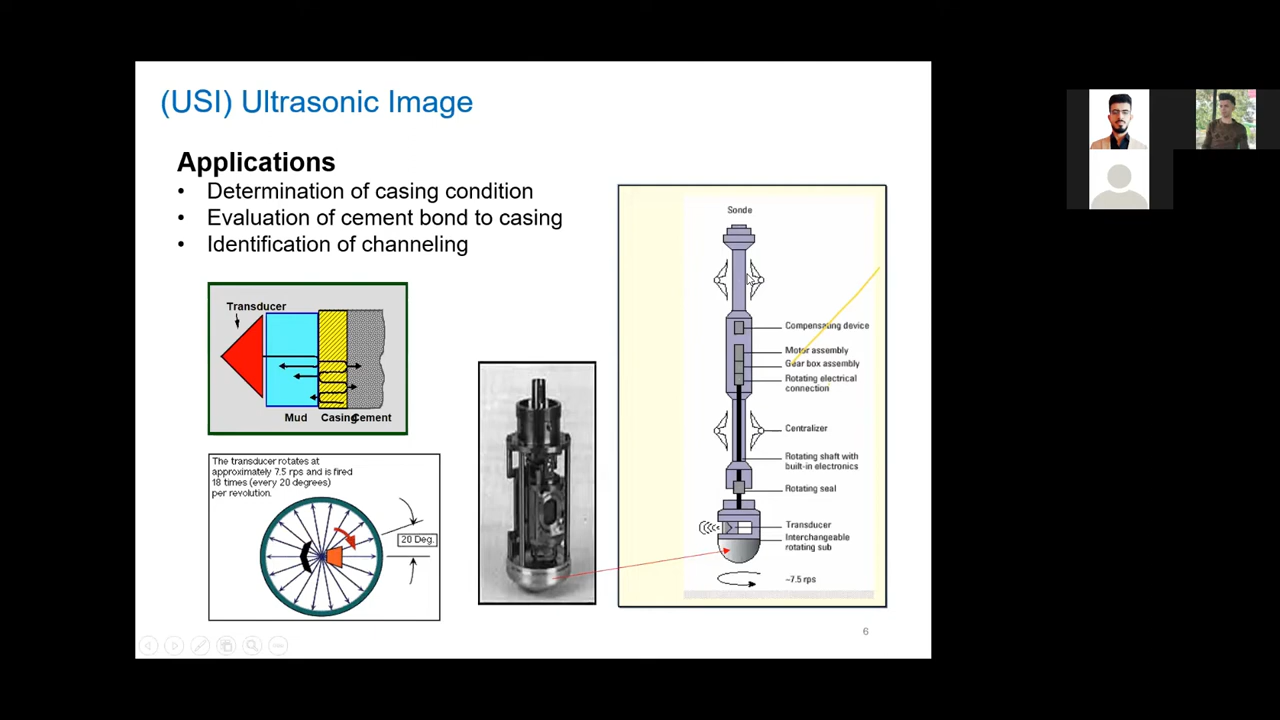 (USI) Ultrasonic Image
Applications
• Determination of casing condition
• Evaluation of cement bond to casing
• Identification of channeling
Transducer
Mud
Casing
Cement
The transducer rotates at
approximately 7.5 rps and is fired
18 times (every 20 degrees)
per revolution.
20 Deg.
Sonde
Compensating device
Motor assembly
Gear box assembly
Rotating electrical
connection
Centralizer
Rotating shaft with
built-in electronics
Rotating seal
Transducer
Interchangeable
rotating sub
~7.5 rps
6